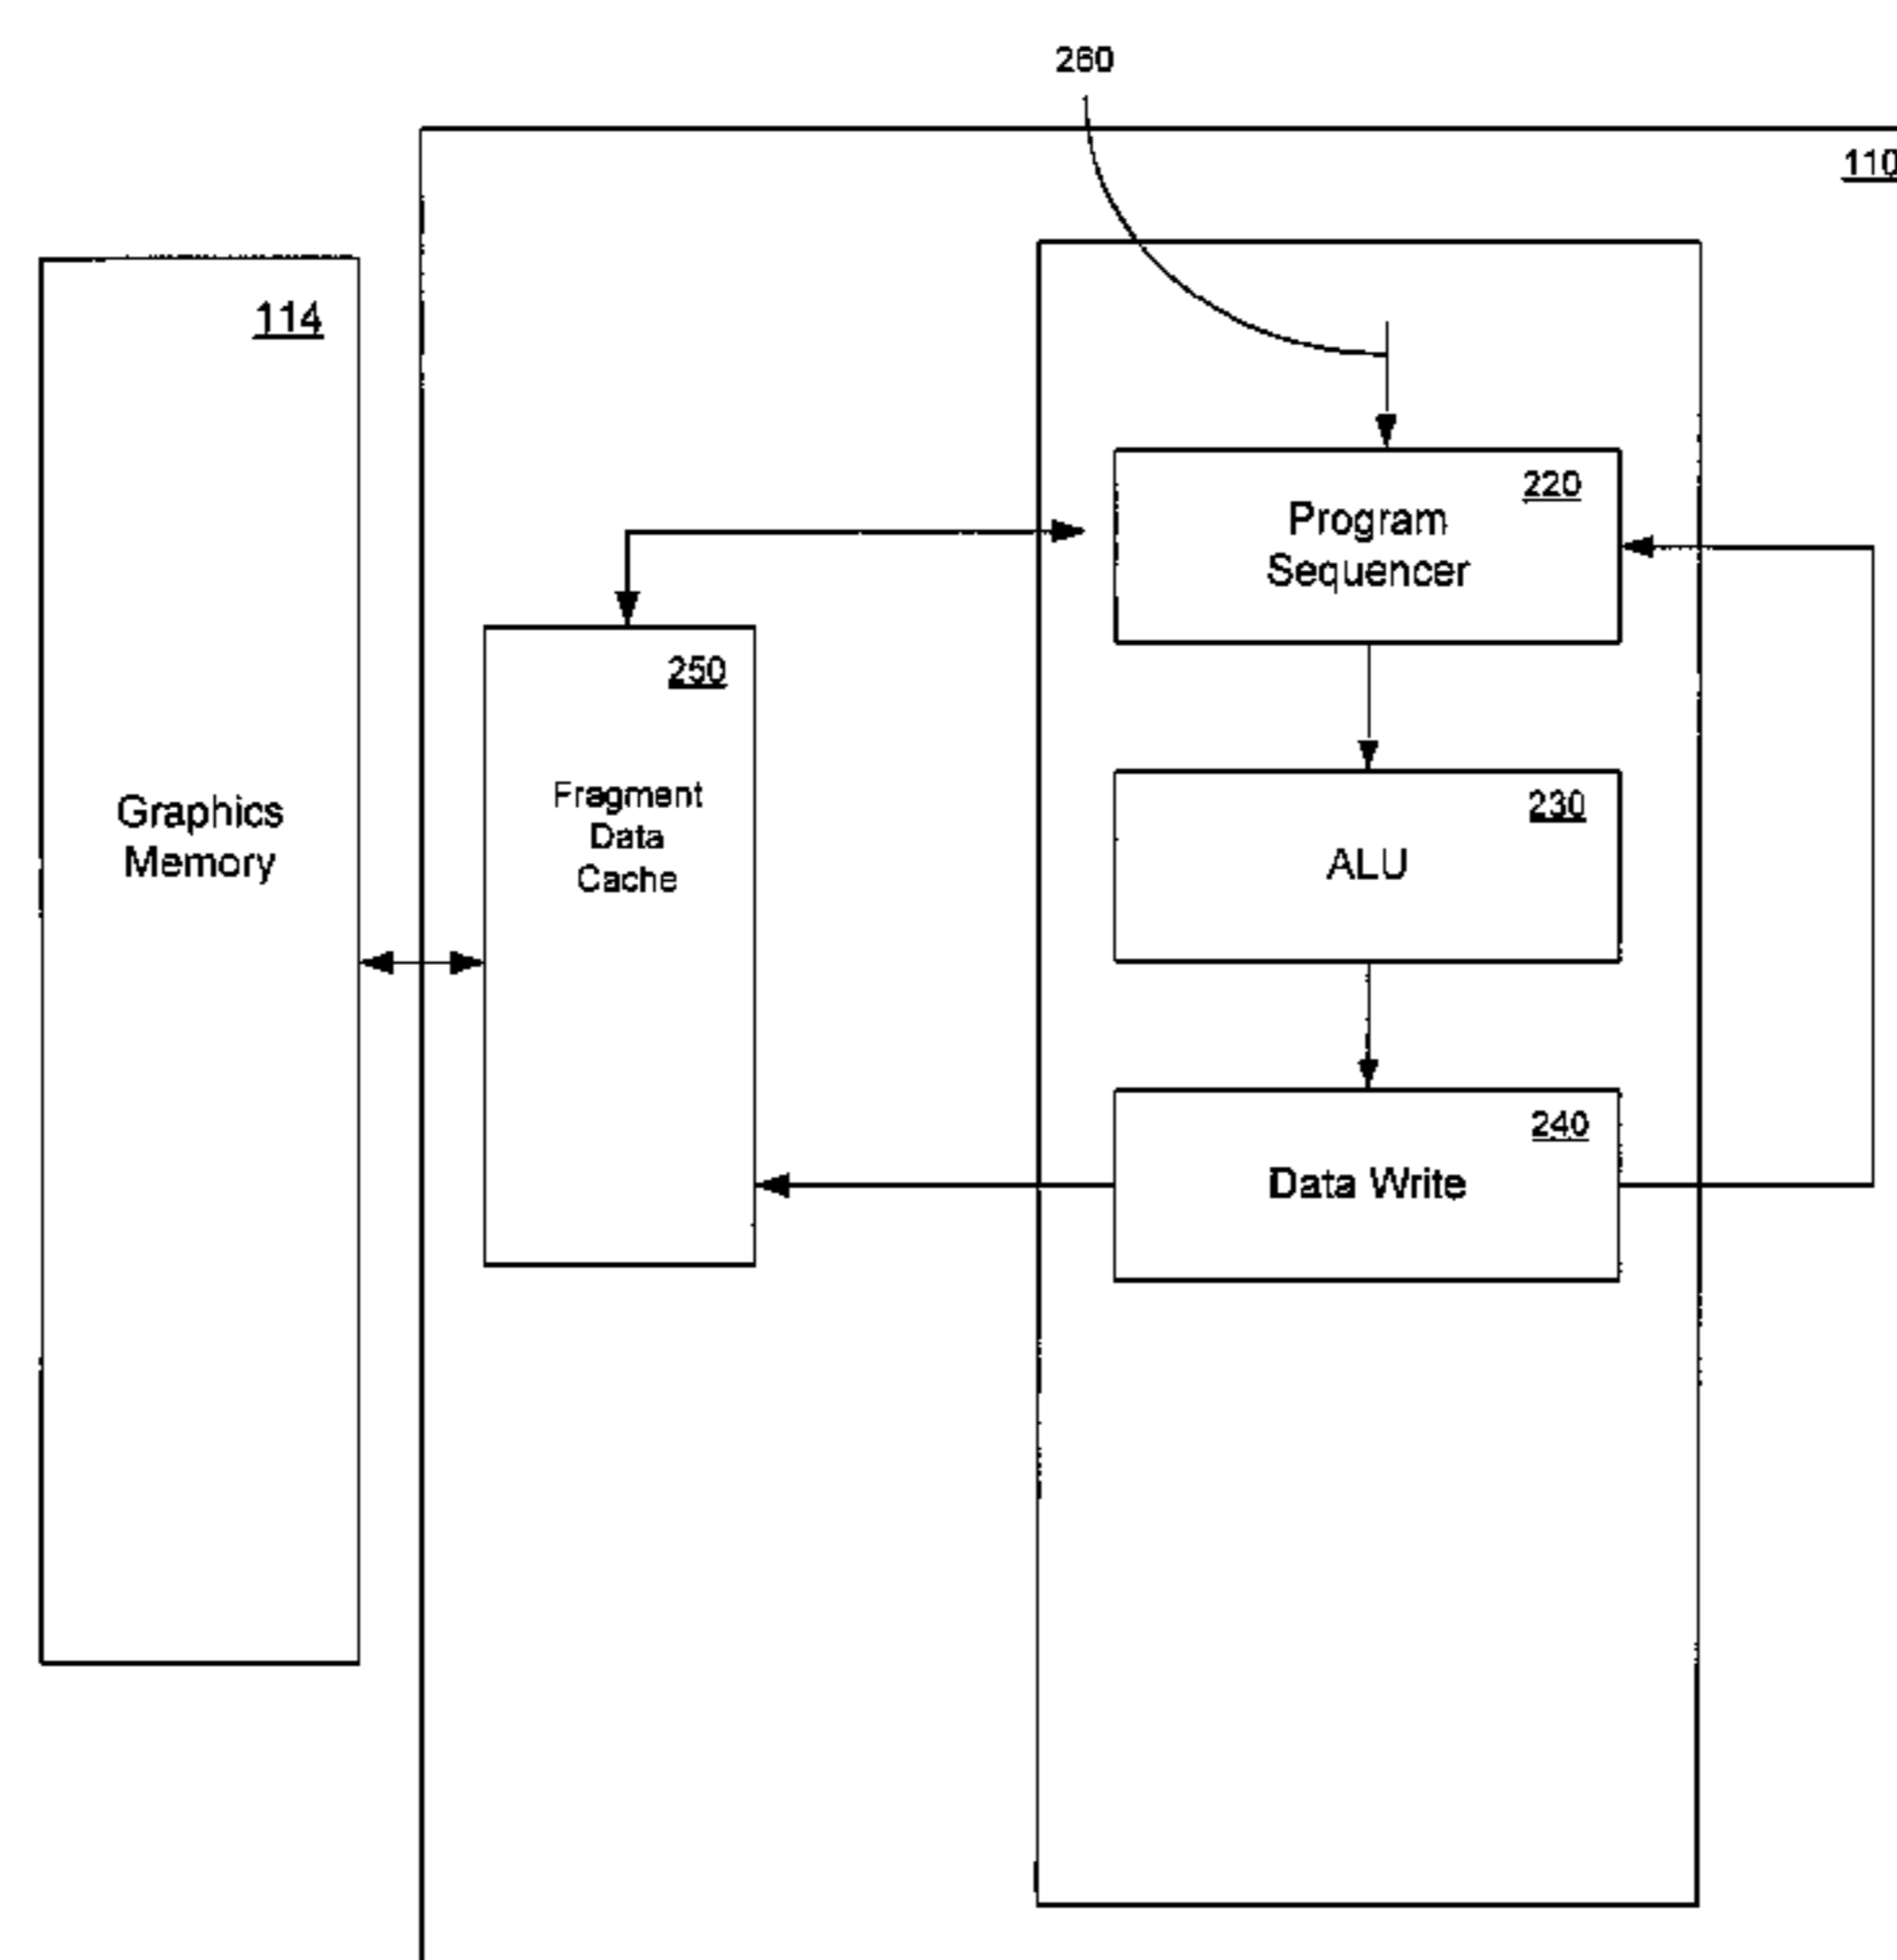 260
110
114
220
Program
Sequencer
250
Fragment
Data
Cache
230
ALU
Graphics
Memory
240
Data Write